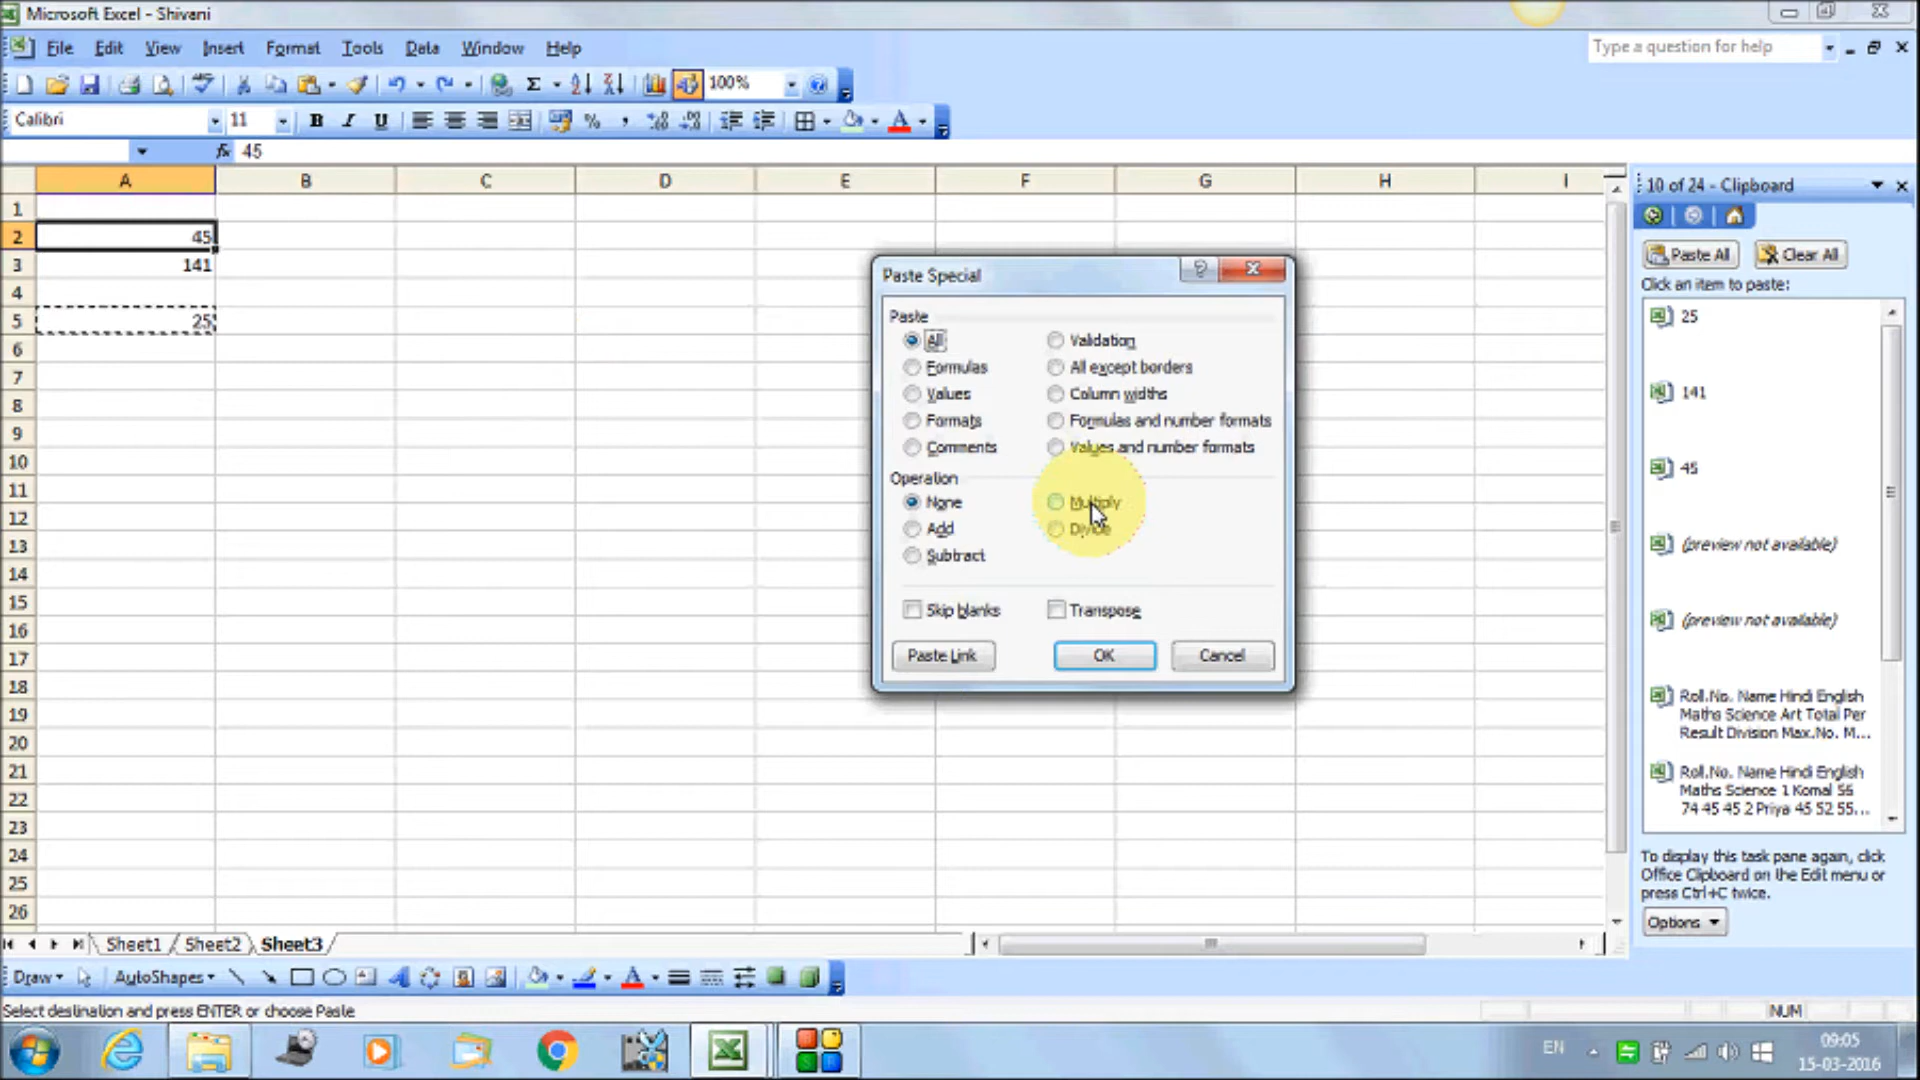 Microsoft Excel - Shivani
File Edit View Insert Format Tools Data Window Help
Type a question for help
100%
Calibri 11 B I U
fx 45
A B C D E F G H I
1
2 45
3 141
4
5 25
6
7
8
9
10
11
12
13
14
15
16
17
18
19
20
21
22
23
24
25
26
Paste Special
Paste
All Validation
Formulas All except borders
Values Column widths
Formats Formulas and number formats
Comments Values and number formats
Operation
None Multiply
Add Divide
Subtract
Skip blanks Transpose
Paste Link OK Cancel
10 of 24 - Clipboard
Paste All Clear All
Click an item to paste:
25
141
45
(preview not available)
(preview not available)
Roll.No. Name Hindi English
Maths Science Art Total Per
Result Division Max.No. M...
Roll.No. Name Hindi English
Maths Science 1 Komal 56
74 45 45 2 Priya 45 52 55...
To display this task pane again, click
Office Clipboard on the Edit menu or
press Ctrl+C twice.
Options
Sheet1 Sheet2 Sheet3
Draw AutoShapes
Select destination and press ENTER or choose Paste
NUM
EN
09:05
15-03-2016